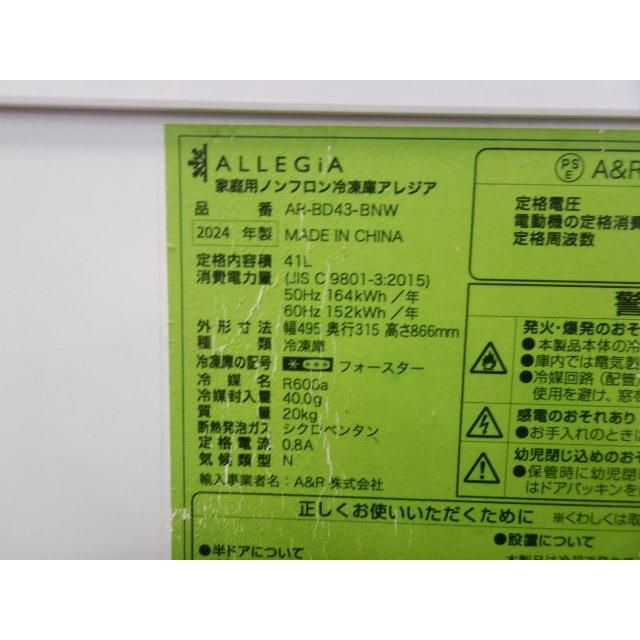 ALLEGiA
家庭用ノンフロン冷凍庫アレジア
品 番 AR-BD43-BNW
2024 年製 MADE IN CHINA
定格内容積 41L
消費電力量 (JIS C 9801-3:2015)
50Hz 164kWh/年
60Hz 152kWh/年
外形寸法 幅495 奥行315 高さ866mm
種 類 冷凍庫
冷凍庫の記号 フォースター
冷 媒 名 R600a
冷媒封入量 40.0g
質 量 20kg
断熱発泡ガス シクロペンタン
定格電流 0.8A
気候類型 N
輸入事業者名:A&R 株式会社
PS E A&R
定格電圧
電動機の定格消費
定格周波数
警
発火・爆発のおそ
●本製品本体の冷
●庫内では電気製
●冷媒回路(配管)
使用を避け、窓を
感電のおそれあり
●お手入れのときは
幼児閉じ込めのおそ
●保管時に幼児閉じ
はドアパッキンを
正しくお使いいただくために ※くわしくは取
●半ドアについて
●設置について